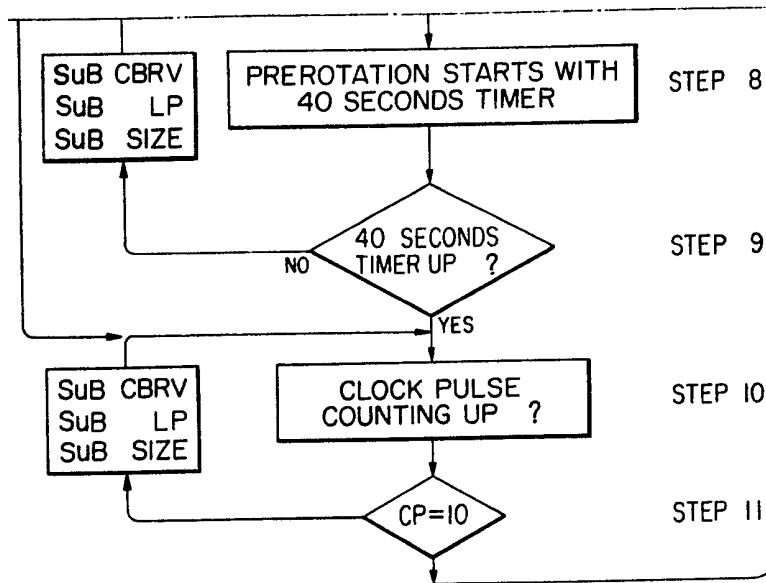 SuB CBRV
SuB LP
SuB SIZE
PREROTATION STARTS WITH
40 SECONDS TIMER
STEP 8
40 SECONDS
TIMER UP ?
NO
STEP 9
YES
SuB CBRV
SuB LP
SuB SIZE
CLOCK PULSE
COUNTING UP ?
STEP 10
CP=10
STEP 11